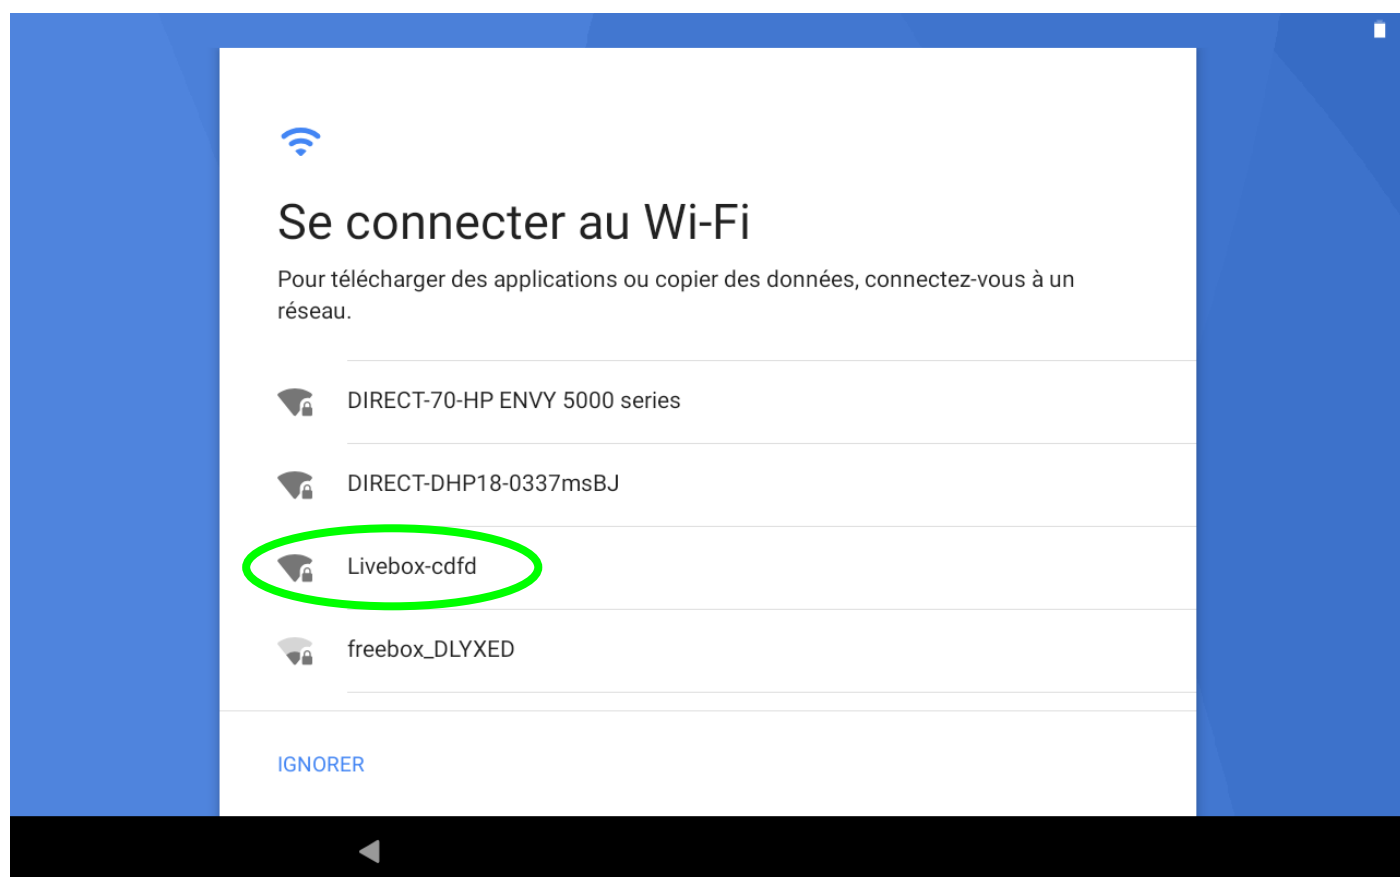 Se connecter au Wi-Fi
Pour télécharger des applications ou copier des données, connectez-vous à un
réseau.
DIRECT-70-HP ENVY 5000 series
DIRECT-DHP18-0337msBJ
Livebox-cdfd
freebox_DLYXED
IGNORER